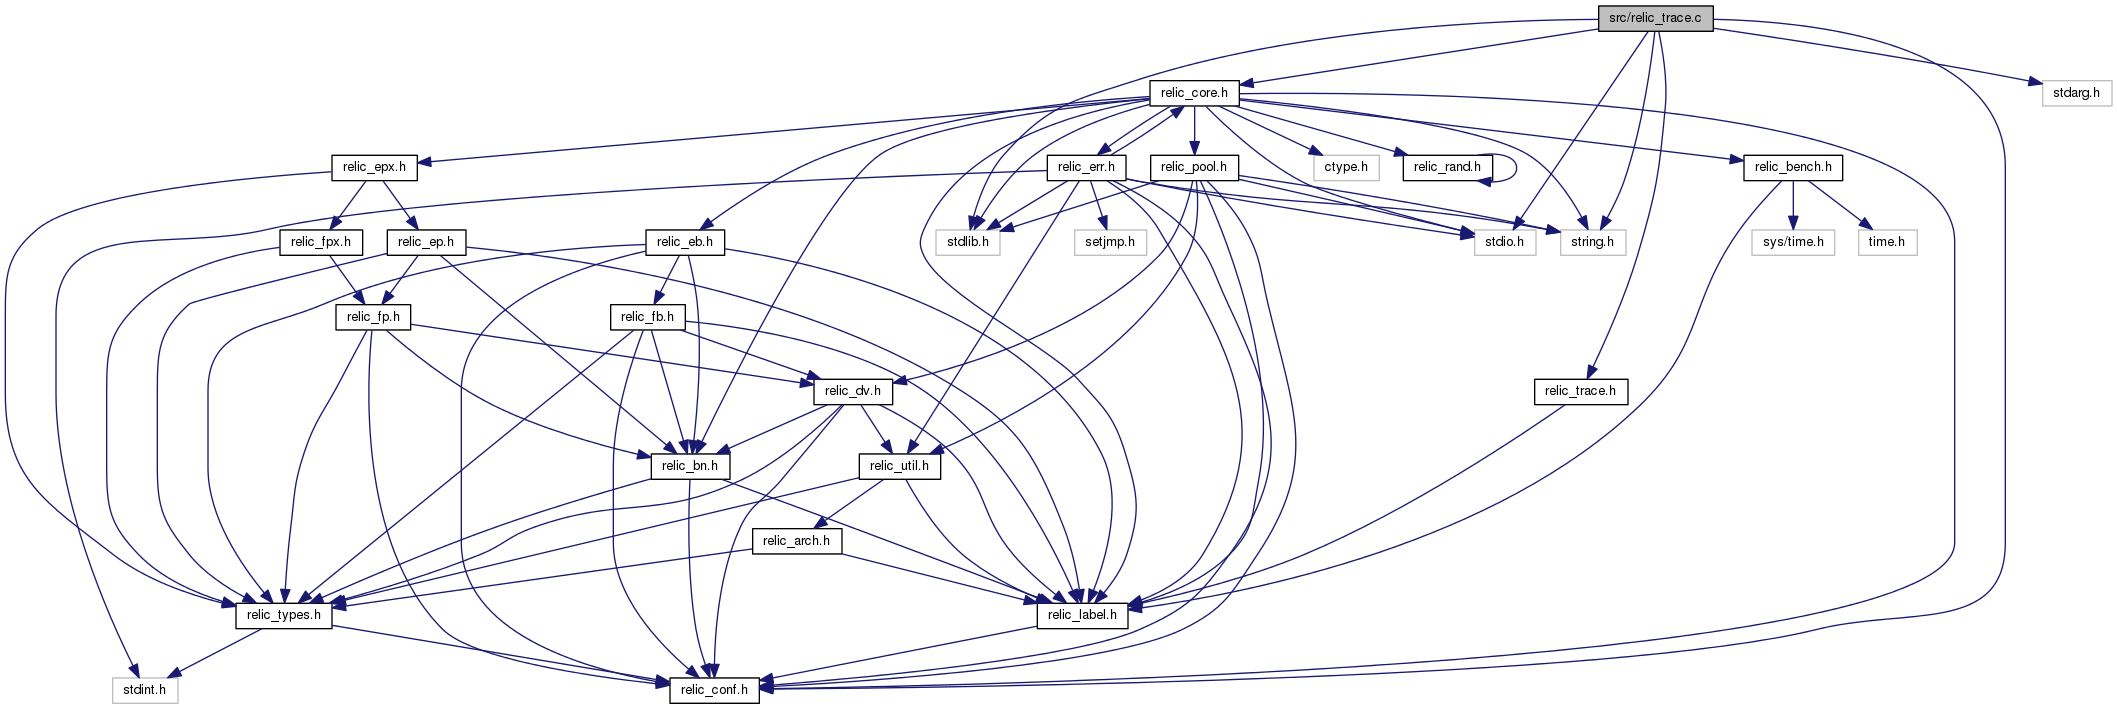 src/relic_trace.c
relic_core.h
stdarg.h
relic_epx.h
relic_err.h
relic_pool.h
ctype.h
relic_rand.h
relic_bench.h
relic_fpx.h
relic_ep.h
relic_eb.h
stdlib.h
setjmp.h
stdio.h
string.h
sys/time.h
time.h
relic_fp.h
relic_fb.h
relic_dv.h
relic_trace.h
relic_bn.h
relic_util.h
relic_arch.h
relic_types.h
relic_label.h
stdint.h
relic_conf.h